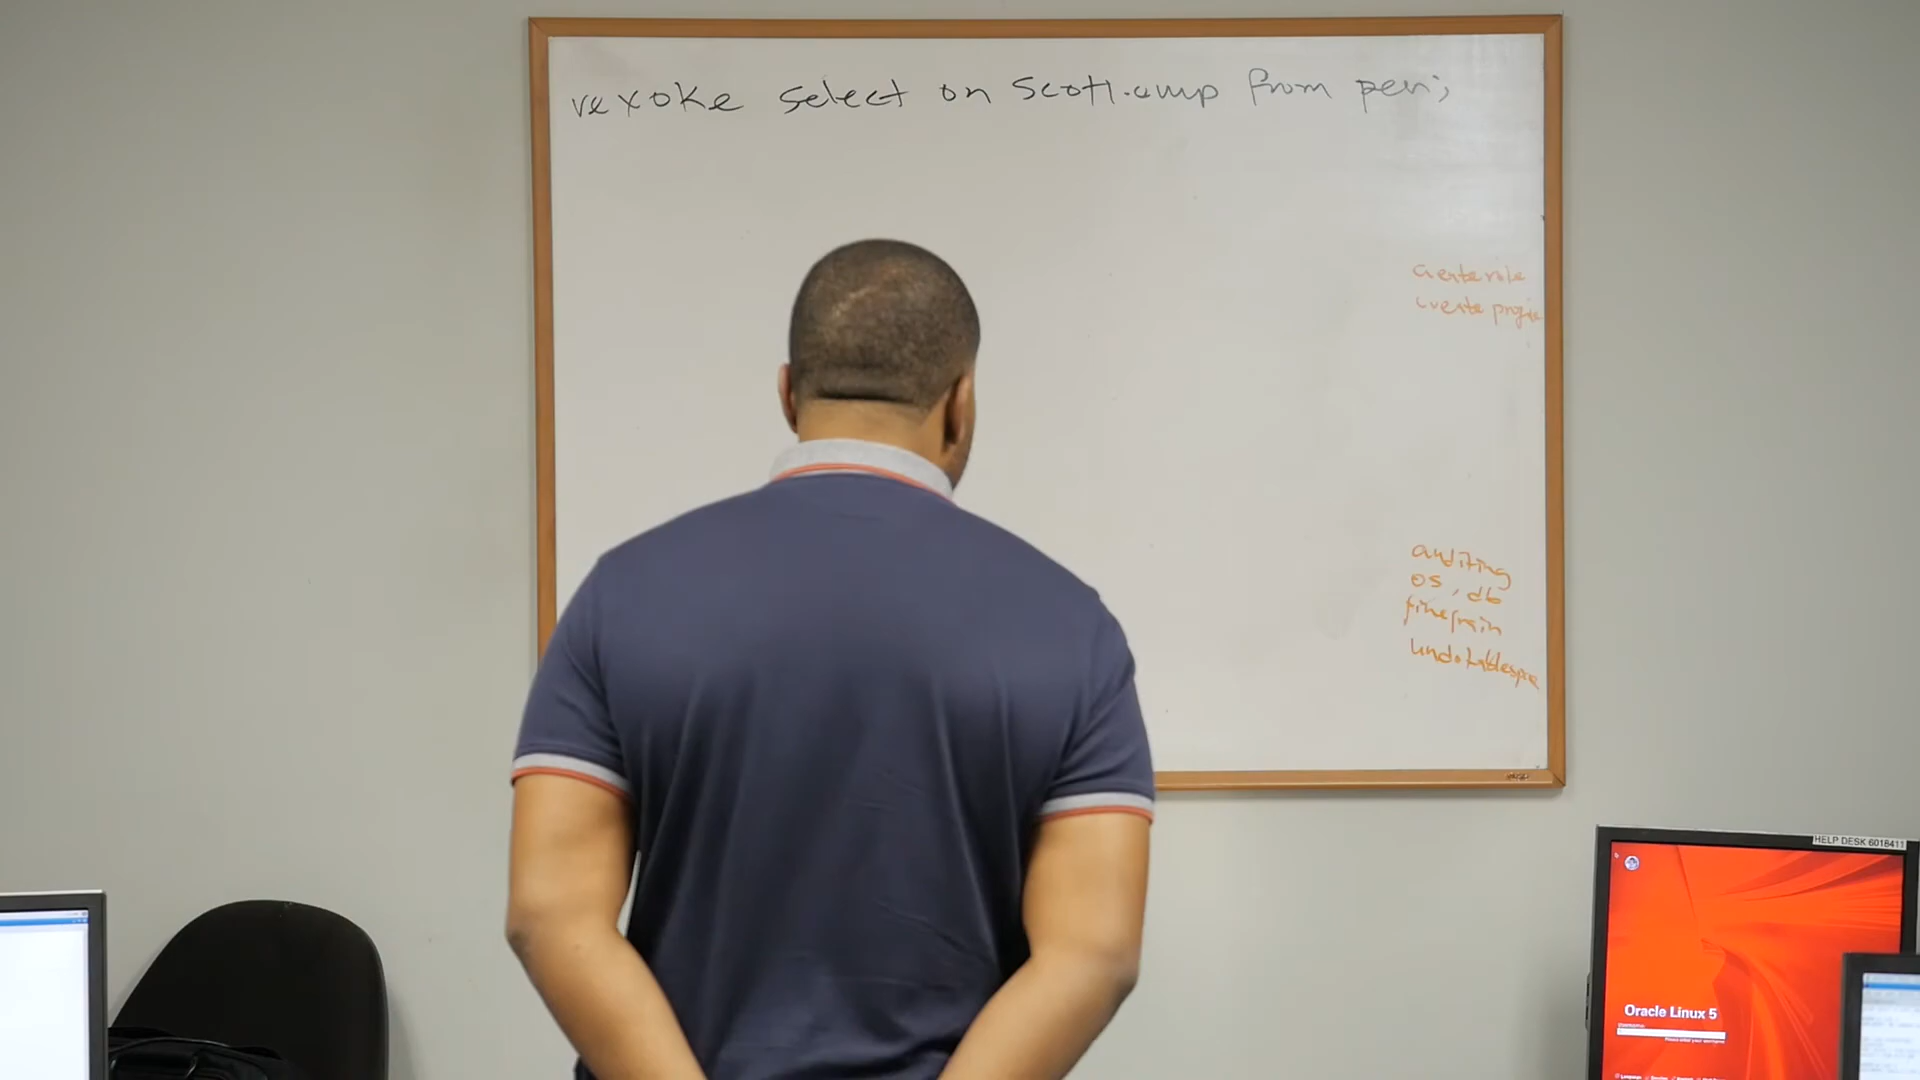 revoke select on Scott.emp from peri;
create role
create profile
auditing
os, db
fine grain
undo tablespace
HELP DESK 6018411
Oracle Linux 5